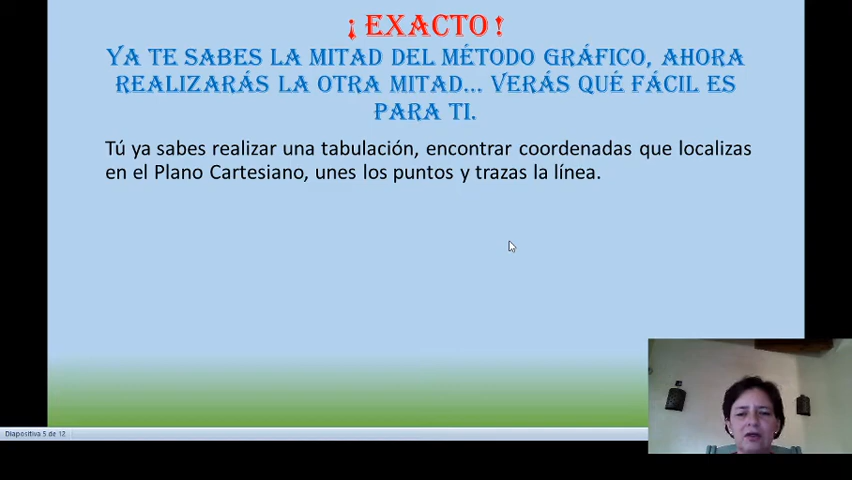 ¡ EXACTO !
YA TE SABES LA MITAD DEL MÉTODO GRÁFICO, AHORA
REALIZARÁS LA OTRA MITAD... VERÁS QUÉ FÁCIL ES
PARA TI.
Tú ya sabes realizar una tabulación, encontrar coordenadas que localizas
en el Plano Cartesiano, unes los puntos y trazas la línea.
Diapositiva 5 de 12